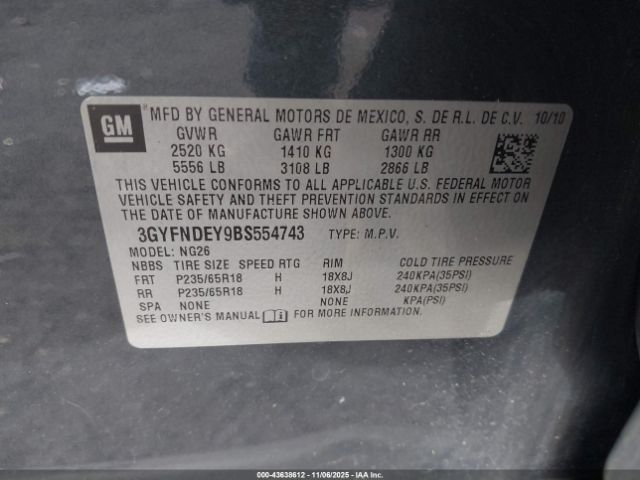 GM
MFD BY GENERAL MOTORS DE MEXICO, S. DE R.L. DE C.V. 10/10
GVWR GAWR FRT GAWR RR
2520 KG 1410 KG 1300 KG
5556 LB 3108 LB 2866 LB
THIS VEHICLE CONFORMS TO ALL APPLICABLE U.S. FEDERAL MOTOR
VEHICLE SAFETY AND THEFT PREVENTION STANDARDS IN EFFECT ON
THE DATE OF MANUFACTURE SHOWN ABOVE.
3GYFNDEY9BS554743 TYPE: M.P.V.
MODEL: NG26
NBBS TIRE SIZE SPEED RTG RIM COLD TIRE PRESSURE
FRT P235/65R18 H 18X8J 240KPA(35PSI)
RR P235/65R18 H 18X8J 240KPA(35PSI)
SPA NONE NONE KPA(PSI)
SEE OWNER'S MANUAL FOR MORE INFORMATION.
000-43638612 - 11/06/2025 - IAAI BRANCH